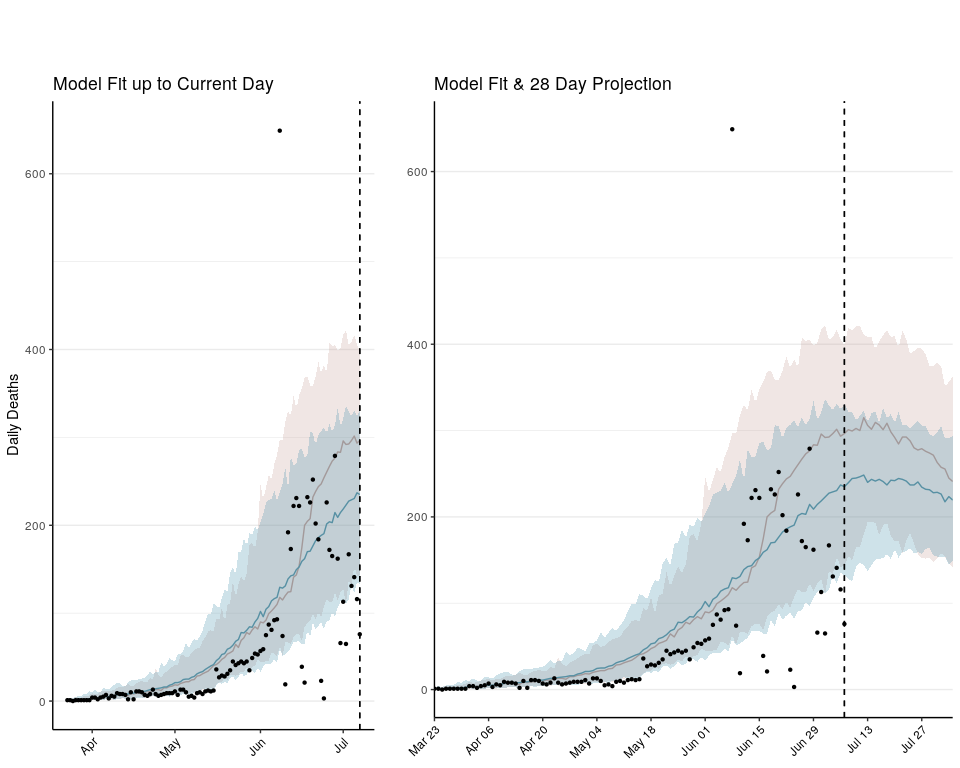 Model Fit up to Current Day
Model Fit & 28 Day Projection
Daily Deaths
600
400
200
0
Apr
May
Jun
Jul
600
400
200
0
Mar 23
Apr 06
Apr 20
May 04
May 18
Jun 01
Jun 15
Jun 29
Jul 13
Jul 27